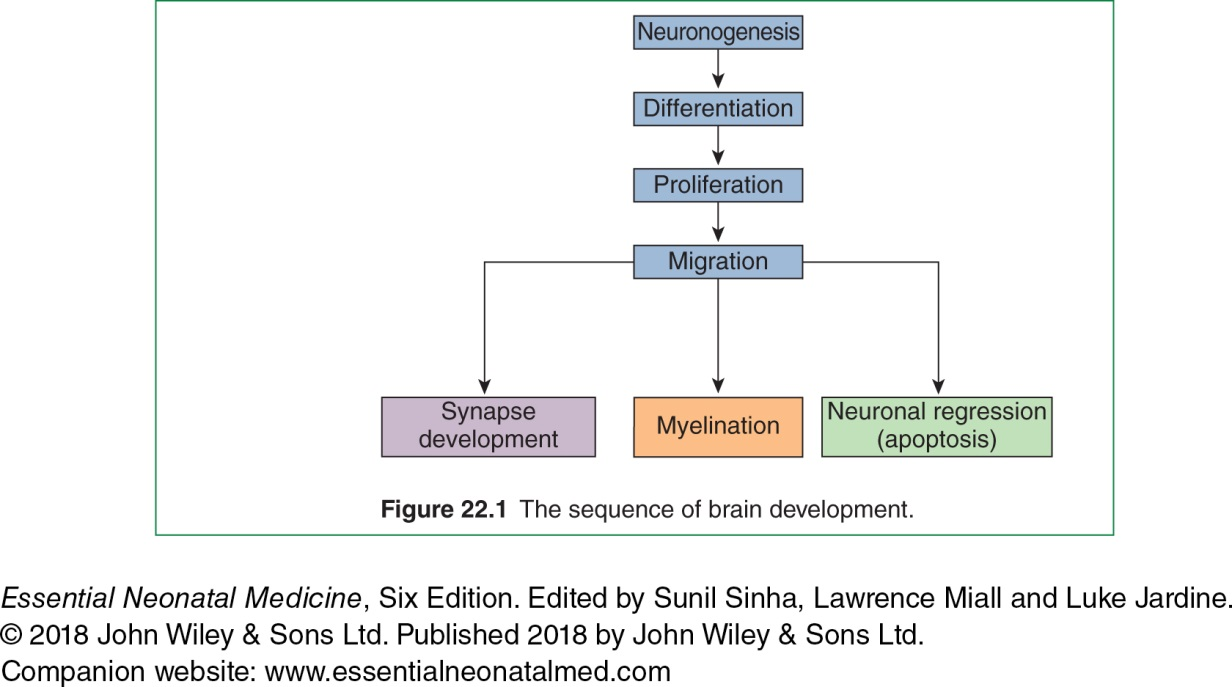 Neuronogenesis
Differentiation
Proliferation
Migration
Synapse
development
Myelination
Neuronal regression
(apoptosis)
Figure 22.1 The sequence of brain development.
Essential Neonatal Medicine, Six Edition. Edited by Sunil Sinha, Lawrence Miall and Luke Jardine.
© 2018 John Wiley & Sons Ltd. Published 2018 by John Wiley & Sons Ltd.
Companion website: www.essentialneonatalmed.com